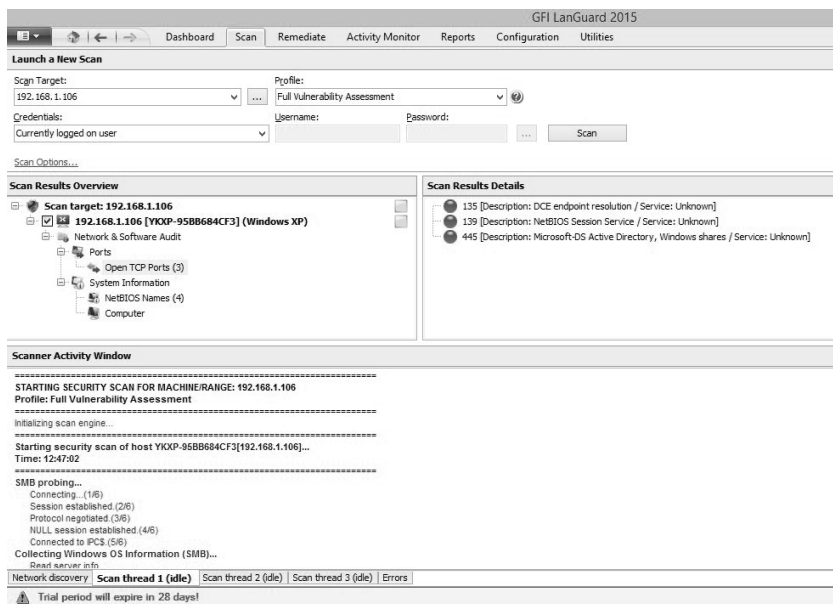 GFI LanGuard 2015
Dashboard Scan Remediate Activity Monitor Reports Configuration Utilities
Launch a New Scan
Scan Target: Profile:
192.168.1.106 ... Full Vulnerability Assessment
Credentials: Username: Password:
Currently logged on user ... Scan
Scan Options...
Scan Results Overview
Scan target: 192.168.1.106
192.168.1.106 [YKXP-95BB684CF3] (Windows XP)
Network & Software Audit
Ports
Open TCP Ports (3)
System Information
NetBIOS Names (4)
Computer
Scan Results Details
135 [Description: DCE endpoint resolution / Service: Unknown]
139 [Description: NetBIOS Session Service / Service: Unknown]
445 [Description: Microsoft-DS Active Directory, Windows shares / Service: Unknown]
Scanner Activity Window
STARTING SECURITY SCAN FOR MACHINE/RANGE: 192.168.1.106
Profile: Full Vulnerability Assessment
Initializing scan engine...
Starting security scan of host YKXP-95BB684CF3[192.168.1.106]...
Time: 12:47:02
SMB probing...
Connecting...(1/6)
Session established.(2/6)
Protocol negotiated.(3/6)
NULL session established.(4/6)
Connected to IPC$.(5/6)
Collecting Windows OS Information (SMB)...
Read server info
Network discovery Scan thread 1 (idle) Scan thread 2 (idle) Scan thread 3 (idle) Errors
Trial period will expire in 28 days!